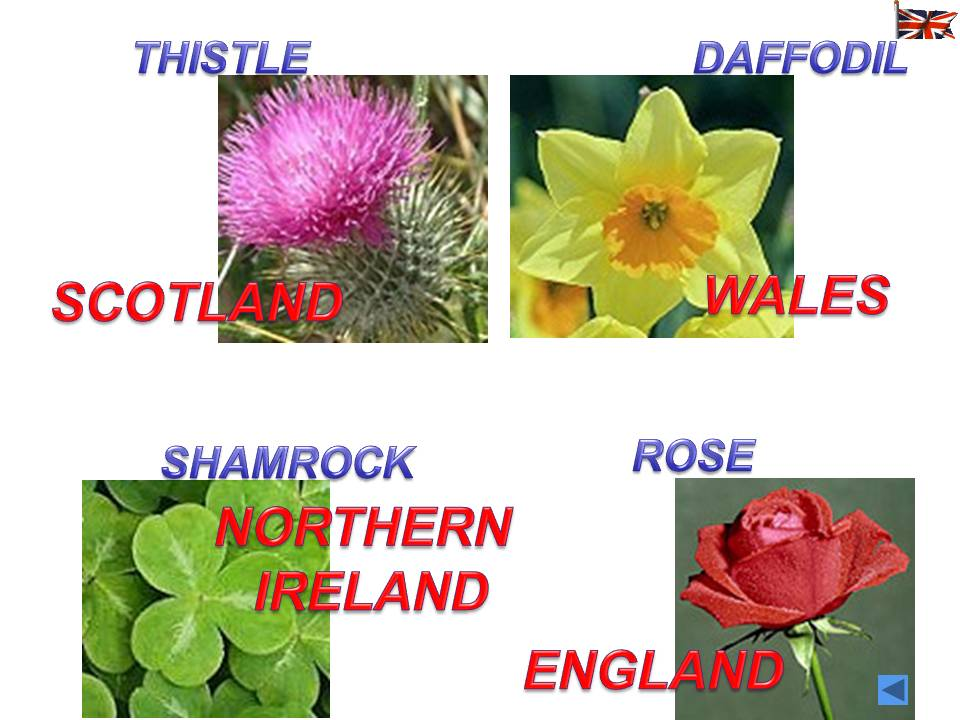 THISTLE
DAFFODIL
SCOTLAND
WALES
SHAMROCK
ROSE
NORTHERN
IRELAND
ENGLAND